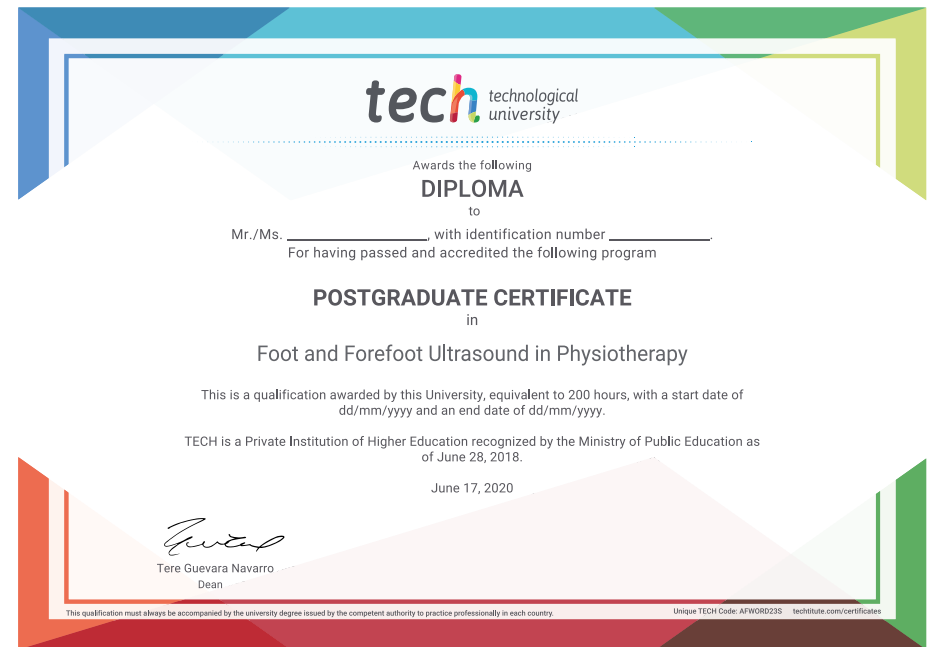 tech technological
university
Awards the following
DIPLOMA
to
Mr./Ms. ____________________, with identification number ______________.
For having passed and accredited the following program
POSTGRADUATE CERTIFICATE
in
Foot and Forefoot Ultrasound in Physiotherapy
This is a qualification awarded by this University, equivalent to 200 hours, with a start date of
dd/mm/yyyy and an end date of dd/mm/yyyy.
TECH is a Private Institution of Higher Education recognized by the Ministry of Public Education as
of June 28, 2018.
June 17, 2020
Tere Guevara Navarro
Dean
This qualification must always be accompanied by the university degree issued by the competent authority to practice professionally in each country.
Unique TECH Code: AFWORD23S techtitute.com/certificates